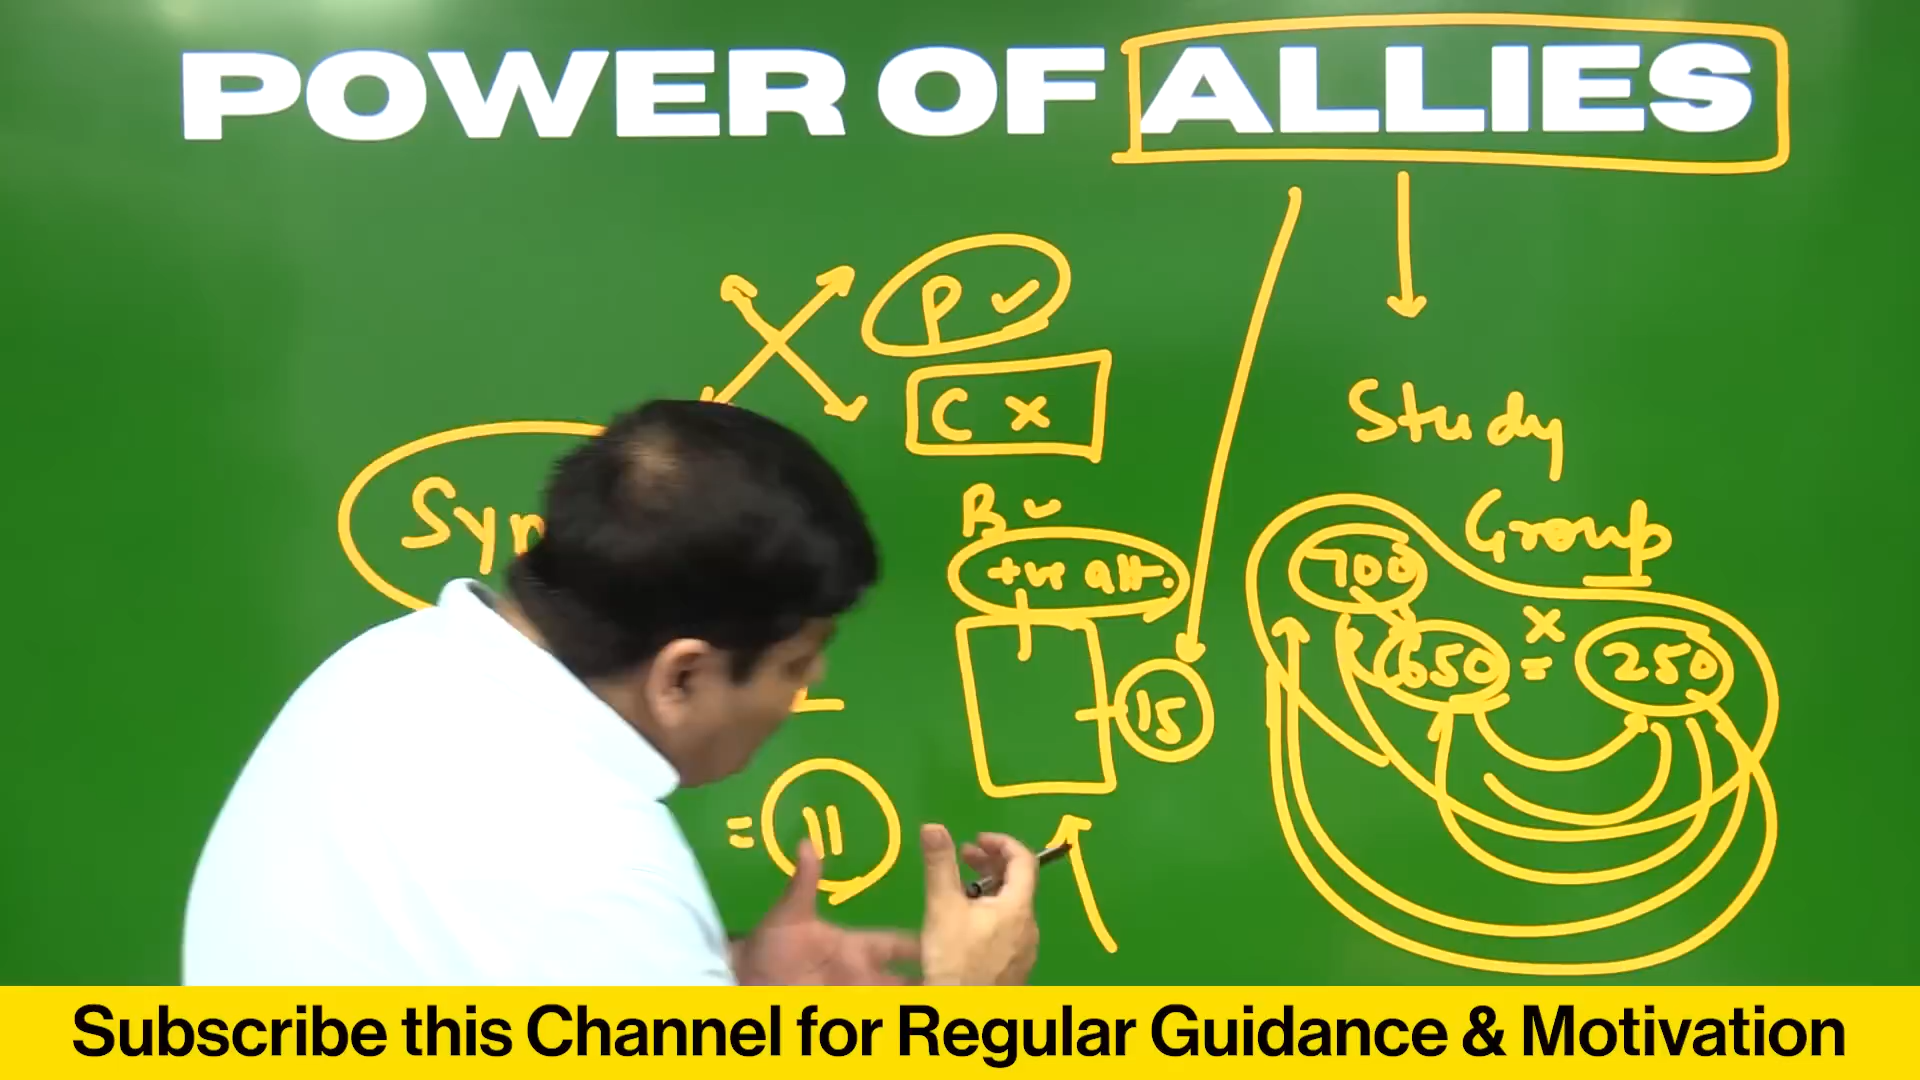 POWER OF ALLIES
P ✓
C ×
Study
Group
B ✓
+ve att.
700
650 = 250
×
15
= 11
Subscribe this Channel for Regular Guidance & Motivation